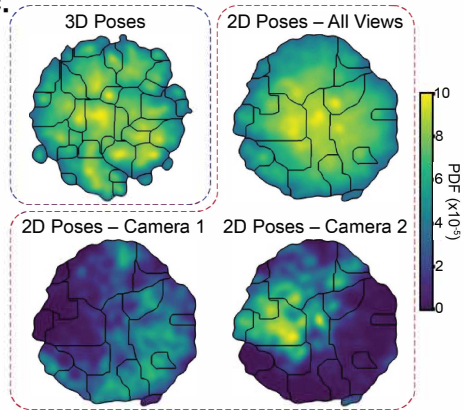 3D Poses
2D Poses – All Views
10
8
6
4
2
0
PDF (x10⁻⁵)
2D Poses – Camera 1
2D Poses – Camera 2